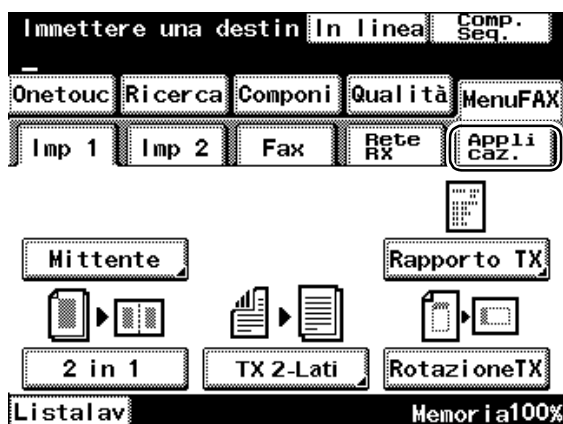 Immettere una destin In linea Comp. Seq.
Onetouc Ricerca Componi Qualità MenuFAX
Imp 1 Imp 2 Fax Rete RX Appli caz.
Mittente Rapporto TX
2 in 1 TX 2-Lati RotazioneTX
Listalav Memoria100%